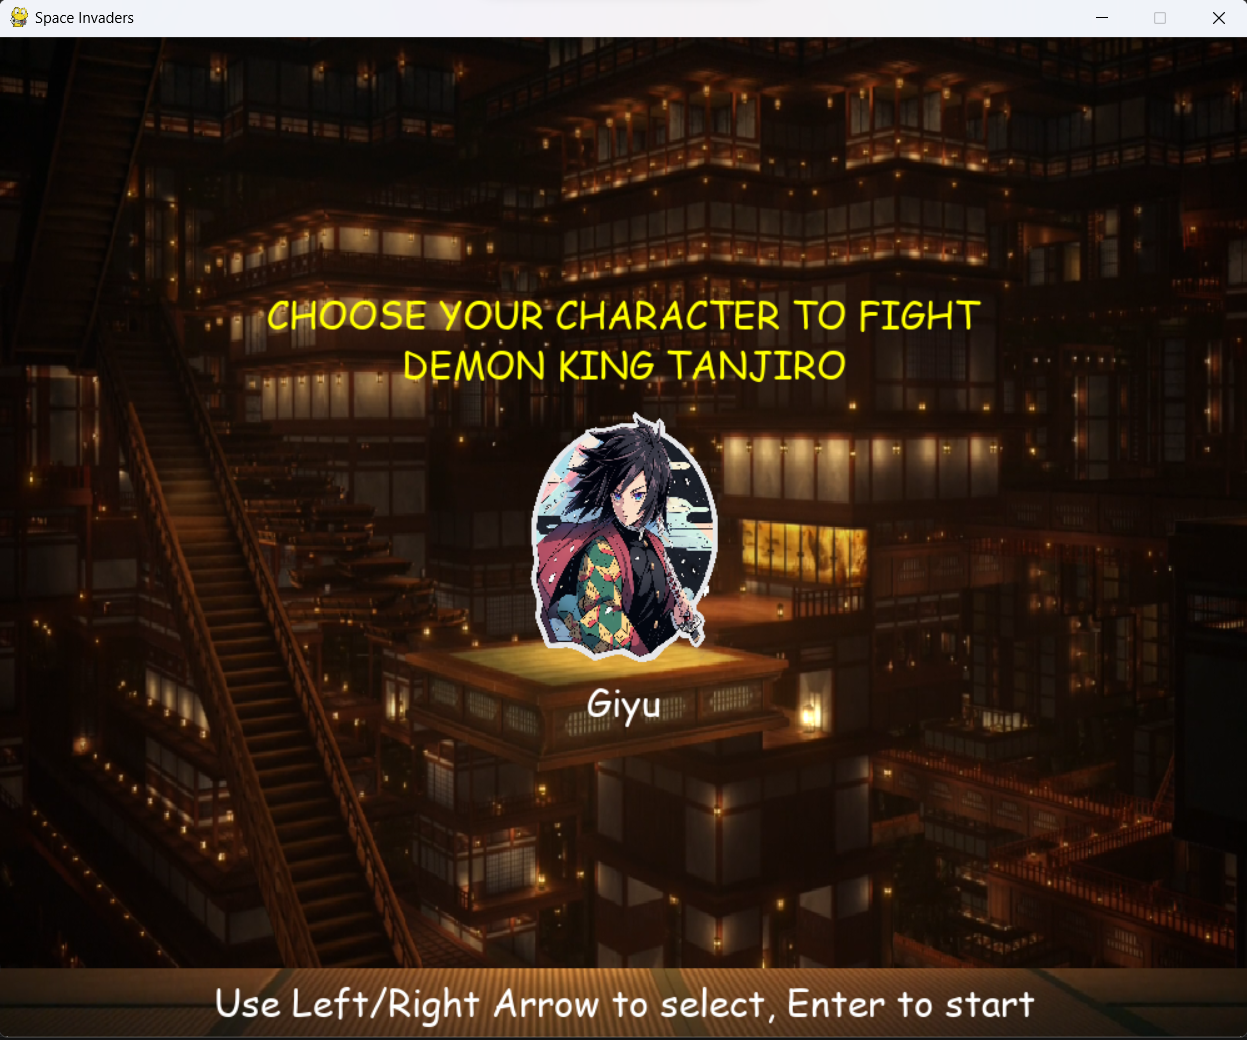 Space Invaders
CHOOSE YOUR CHARACTER TO FIGHT
DEMON KING TANJIRO
Giyu
Use Left/Right Arrow to select, Enter to start